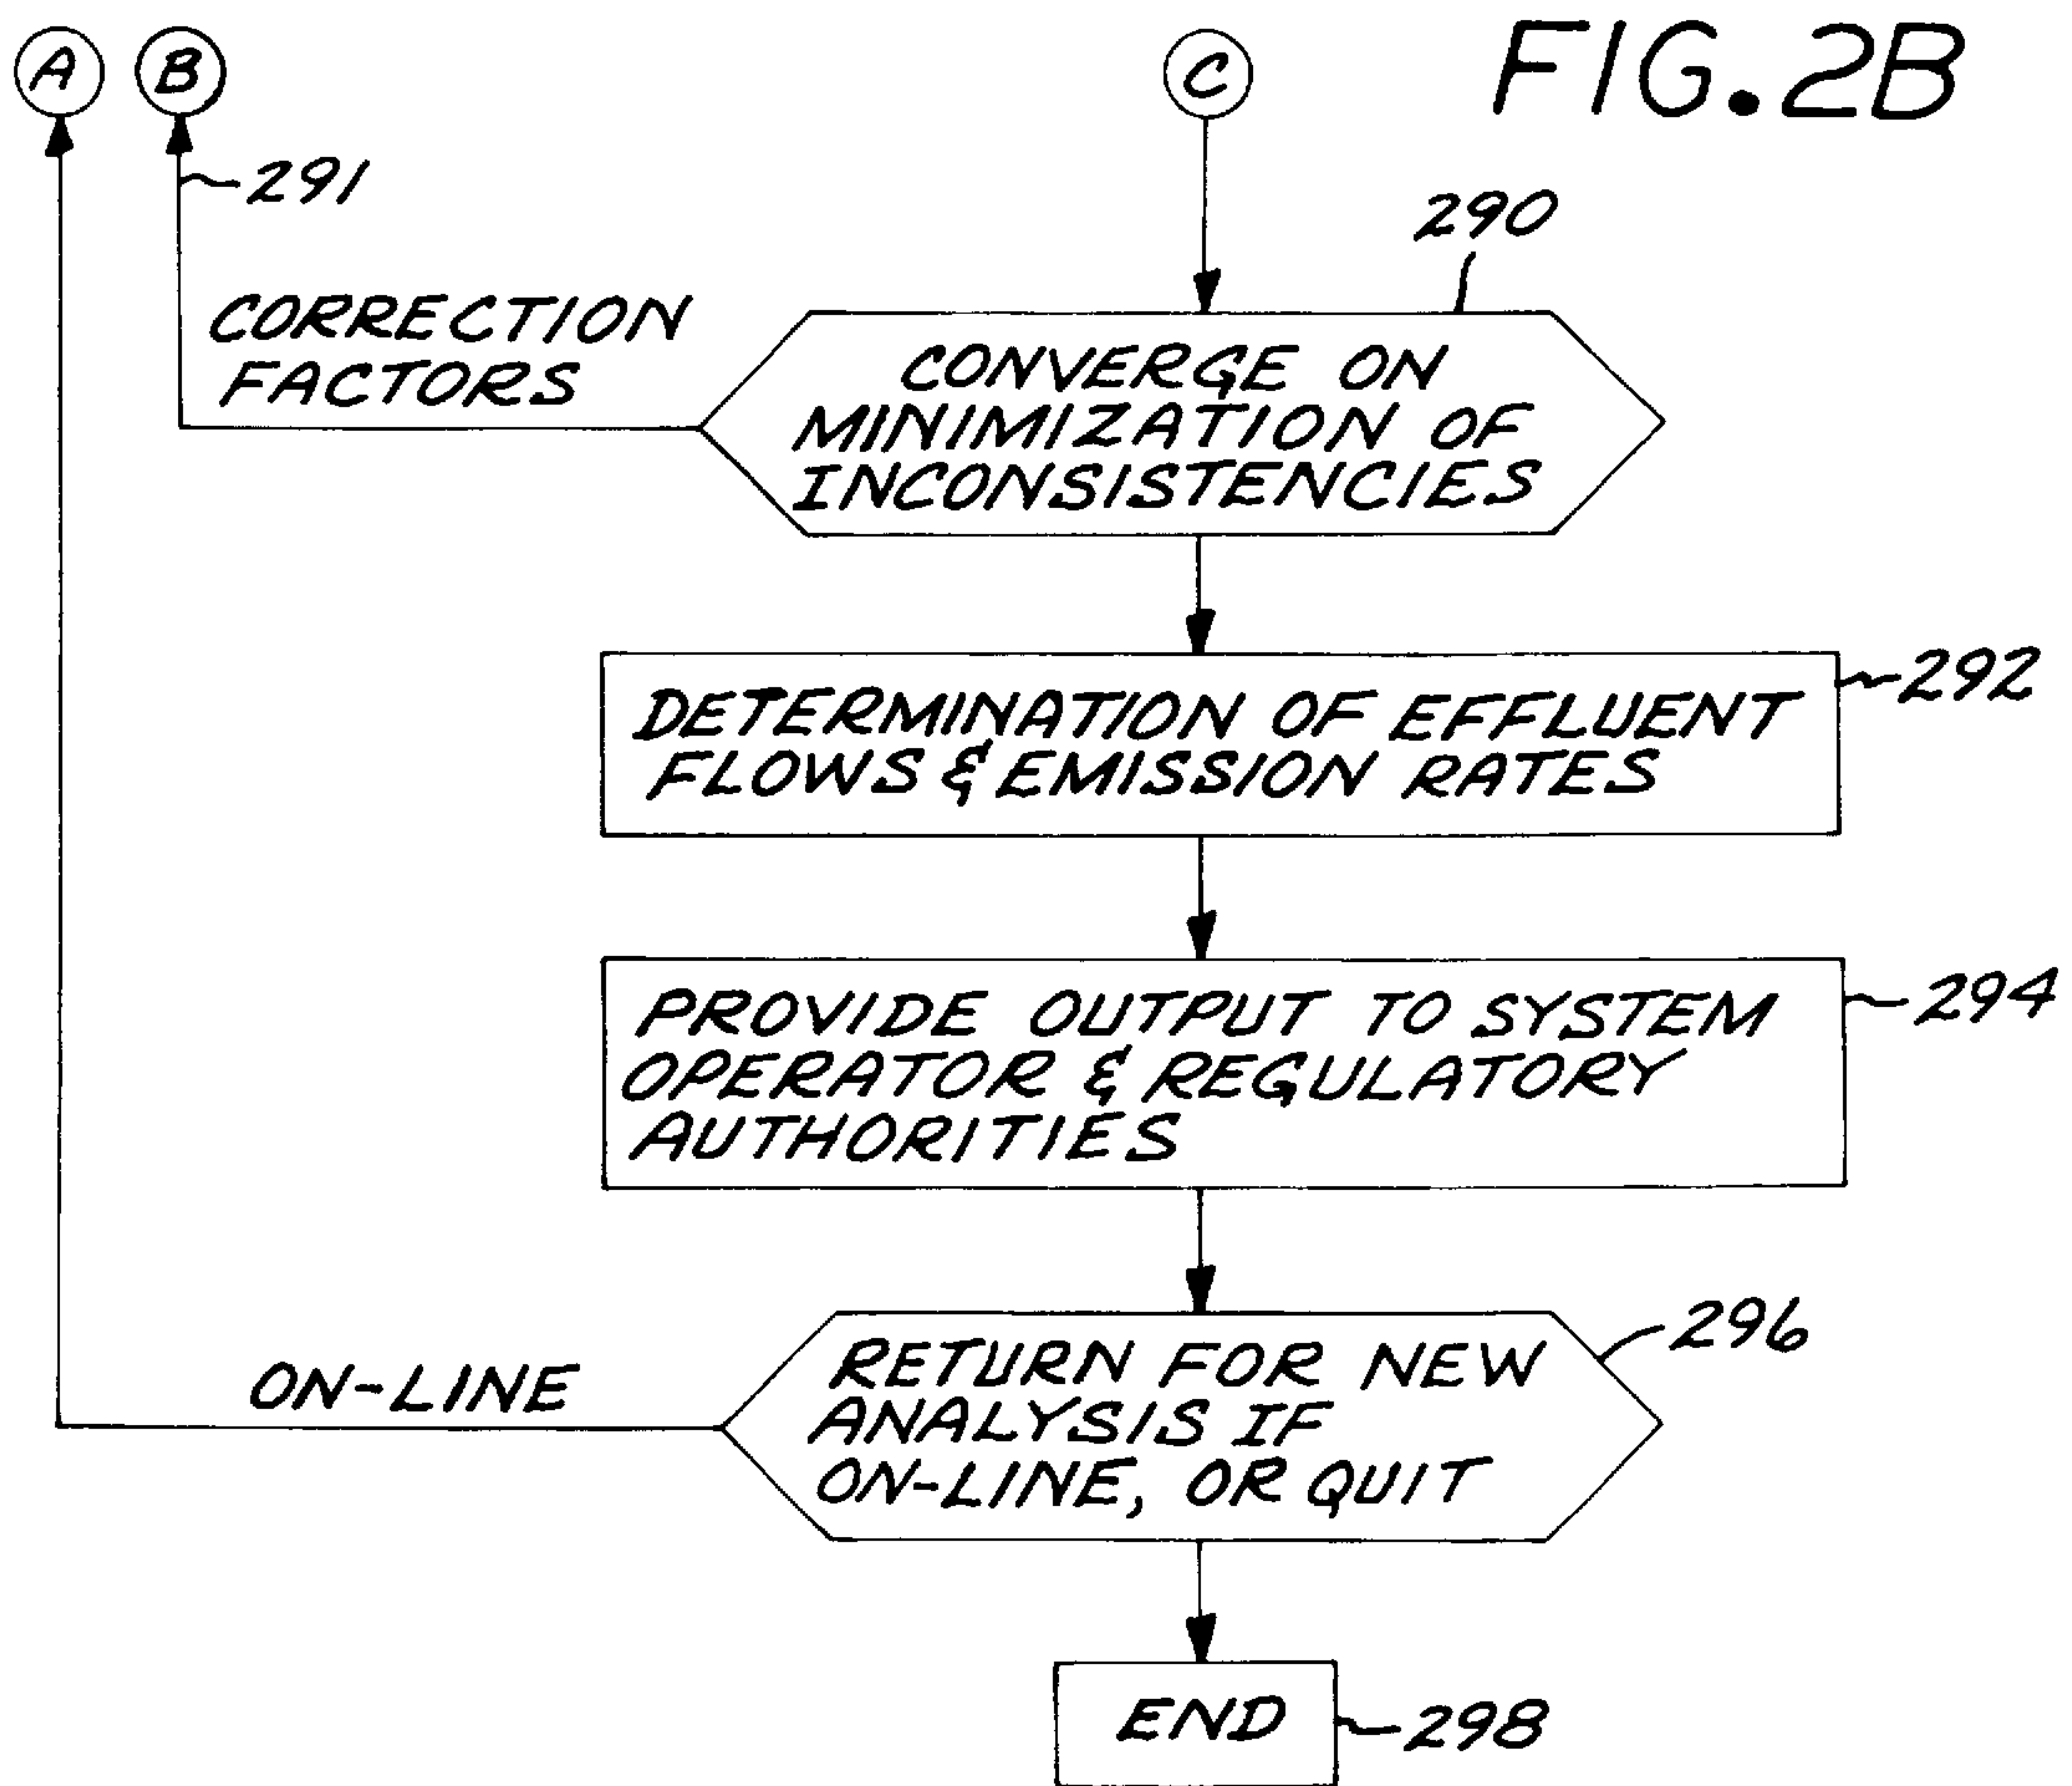 A B C FIG.2B
291
290
CORRECTION
FACTORS
CONVERGE ON
MINIMIZATION OF
INCONSISTENCIES
292
DETERMINATION OF EFFLUENT
FLOWS & EMISSION RATES
294
PROVIDE OUTPUT TO SYSTEM
OPERATOR & REGULATORY
AUTHORITIES
296
ON-LINE
RETURN FOR NEW
ANALYSIS IF
ON-LINE, OR QUIT
END 298